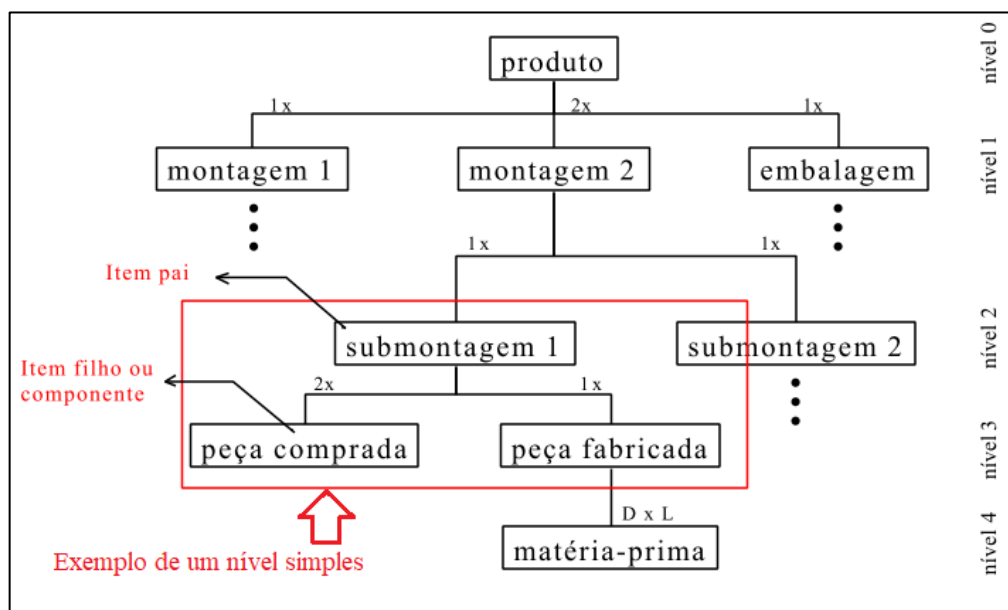 nível 0
produto
1x
2x
1x
nível 1
montagem 1
montagem 2
embalagem
1x
1x
Item pai
nível 2
submontagem 1
submontagem 2
Item filho ou
componente
2x
1x
nível 3
peça comprada
peça fabricada
D x L
nível 4
matéria-prima
Exemplo de um nível simples